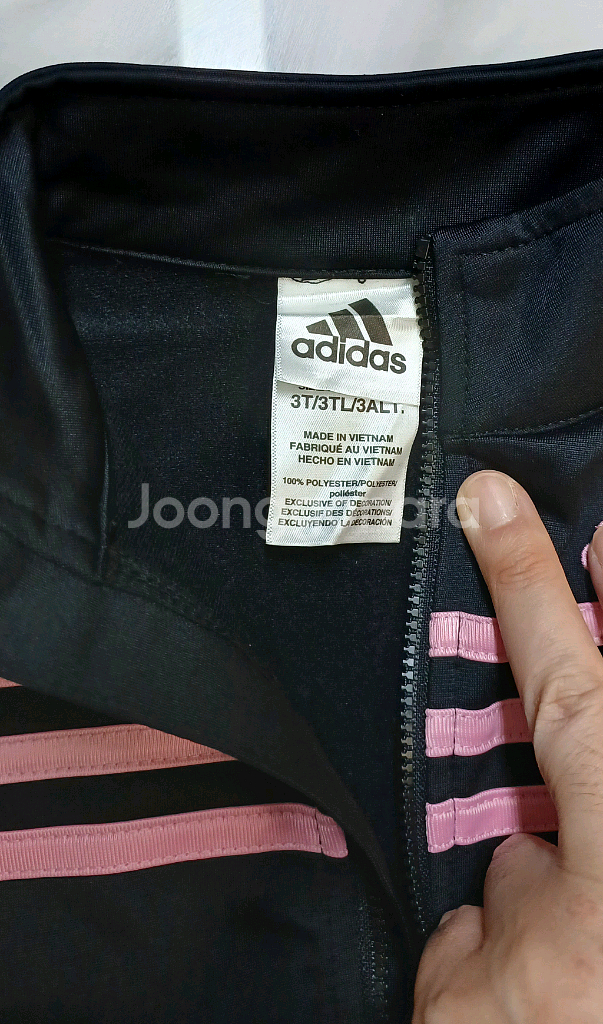 adidas
3T/3TL/3ALT.
MADE IN VIETNAM
FABRIQUÉ AU VIETNAM
HECHO EN VIETNAM
100% POLYESTER/POLYESTER/
poliéster
EXCLUSIVE OF DECORATION/
EXCLUSIF DES DÉCORATION/
EXCLUYENDO LA DECORACIÓN